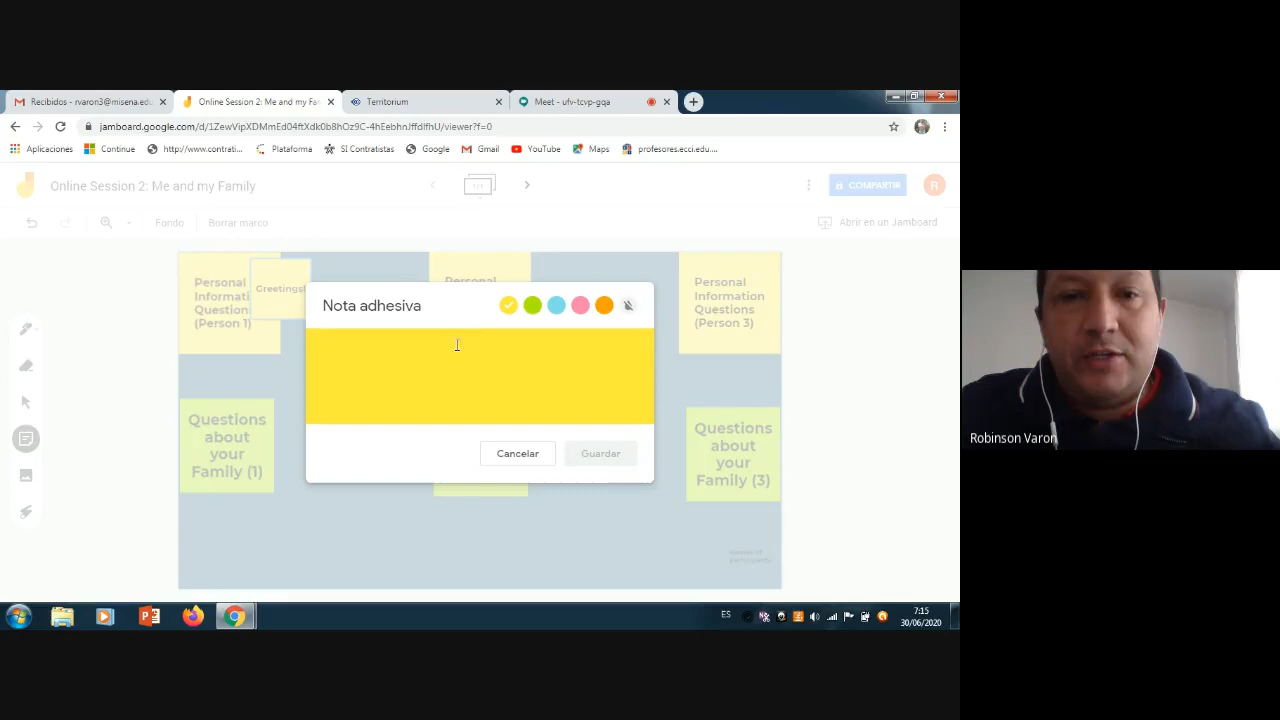 Recibidos - rvaron3@misena.edu
Online Session 2: Me and my Fa
Territorium
Meet - ufv-tcvp-gqa
jamboard.google.com/d/1ZewVipXDMmEd04ftXdk0b8hOz9C-4hEebhnJffdlfhU/viewer?f=0
Aplicaciones
Continue
http://www.contrati...
Plataforma
SI Contratistas
Google
Gmail
YouTube
Maps
profesores.ecci.edu....
Online Session 2: Me and my Family
1/1
COMPARTIR
R
Fondo
Borrar marco
Abrir en un Jamboard
Personal
Informati
Questions
(Person 1)
Greetings!
Personal
Personal
Information
Questions
(Person 3)
Nota adhesiva
Cancelar
Guardar
Questions
about
your
Family (1)
Questions
about
your
Family (3)
Robinson Varon
ES
7:15
30/06/2020